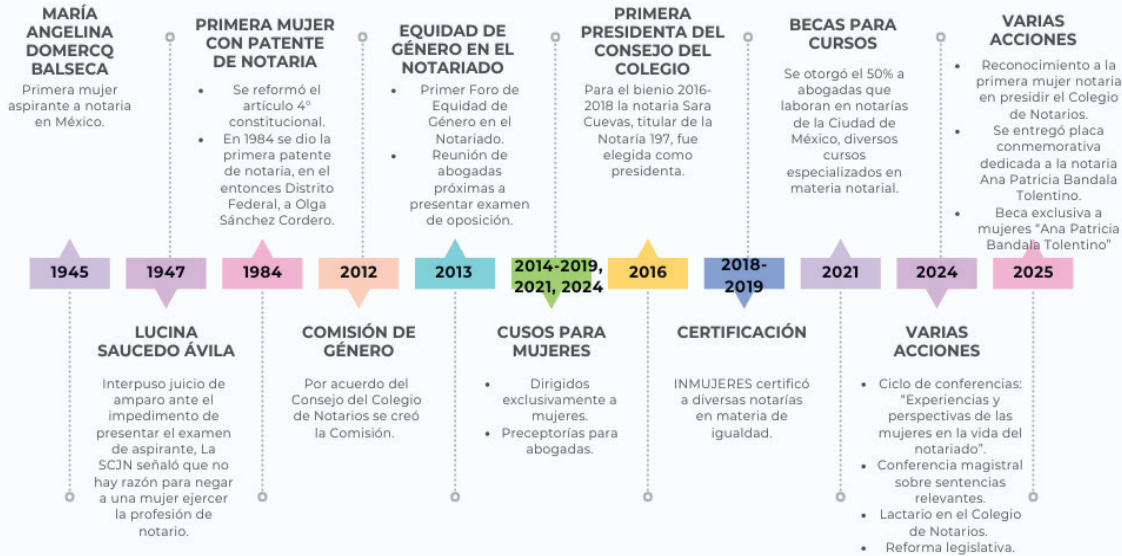 MARÍA
ANGELINA
DOMERCQ
BALSECA
Primera mujer
aspirante a notaria
en México.
PRIMERA MUJER
CON PATENTE
DE NOTARIA
• Se reformó el
artículo 4°
constitucional.
• En 1984 se dio la
primera patente
de notaria, en el
entonces Distrito
Federal, a Olga
Sánchez Cordero.
EQUIDAD DE
GÉNERO EN EL
NOTARIADO
• Primer Foro de
Equidad de
Género en el
Notariado.
• Reunión de
abogadas
próximas a
presentar examen
de oposición.
PRIMERA
PRESIDENTA DEL
CONSEJO DEL
COLEGIO
Para el bienio 2016-
2018 la notaria Sara
Cuevas, titular de la
Notaría 197, fue
elegida como
presidenta.
BECAS PARA
CURSOS
Se otorgó el 50% a
abogadas que
laboran en notarías
de la Ciudad de
México, diversos
cursos
especializados en
materia notarial.
VARIAS
ACCIONES
• Reconocimiento a la
primera mujer notaria
en presidir el Colegio
de Notarios.
• Se entregó placa
conmemorativa
dedicada a la notaria
Ana Patricia Bandala
Tolentino.
• Beca exclusiva a
mujeres “Ana Patricia
Bandala Tolentino”
1945
1947
1984
2012
2013
2014-2019,
2021, 2024
2016
2018-
2019
2021
2024
2025
LUCINA
SAUCEDO ÁVILA
Interpuso juicio de
amparo ante el
impedimento de
presentar el examen
de aspirante, La
SCJN señaló que no
hay razón para negar
a una mujer ejercer
la profesión de
notario.
COMISIÓN DE
GÉNERO
Por acuerdo del
Consejo del Colegio
de Notarios se creó
la Comisión.
CUSOS PARA
MUJERES
• Dirigidos
exclusivamente a
mujeres.
• Preceptorías para
abogadas.
CERTIFICACIÓN
INMUJERES certificó
a diversas notarías
en materia de
igualdad.
VARIAS
ACCIONES
• Ciclo de conferencias:
“Experiencias y
perspectivas de las
mujeres en la vida del
notariado”.
• Conferencia magistral
sobre sentencias
relevantes.
• Lactario en el Colegio
de Notarios.
• Reforma legislativa.